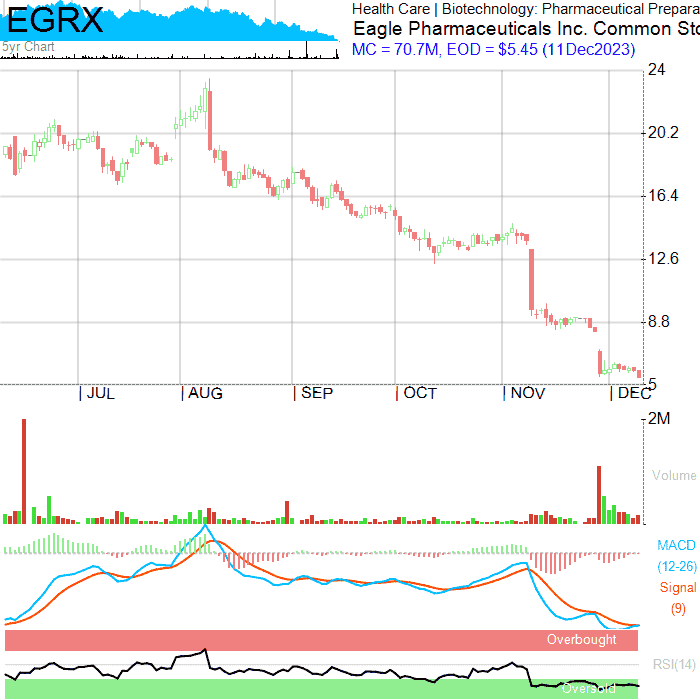 EGRX
5yr Chart
Health Care | Biotechnology: Pharmaceutical Prepara
Eagle Pharmaceuticals Inc. Common Sto
MC = 70.7M, EOD = $5.45 (11Dec2023)
24
20.2
16.4
12.6
8.8
5
| JUL
| AUG
| SEP
| OCT
| NOV
| DEC
2M
Volume
MACD
(12-26)
Signal
(9)
Overbought
RSI(14)
Oversold